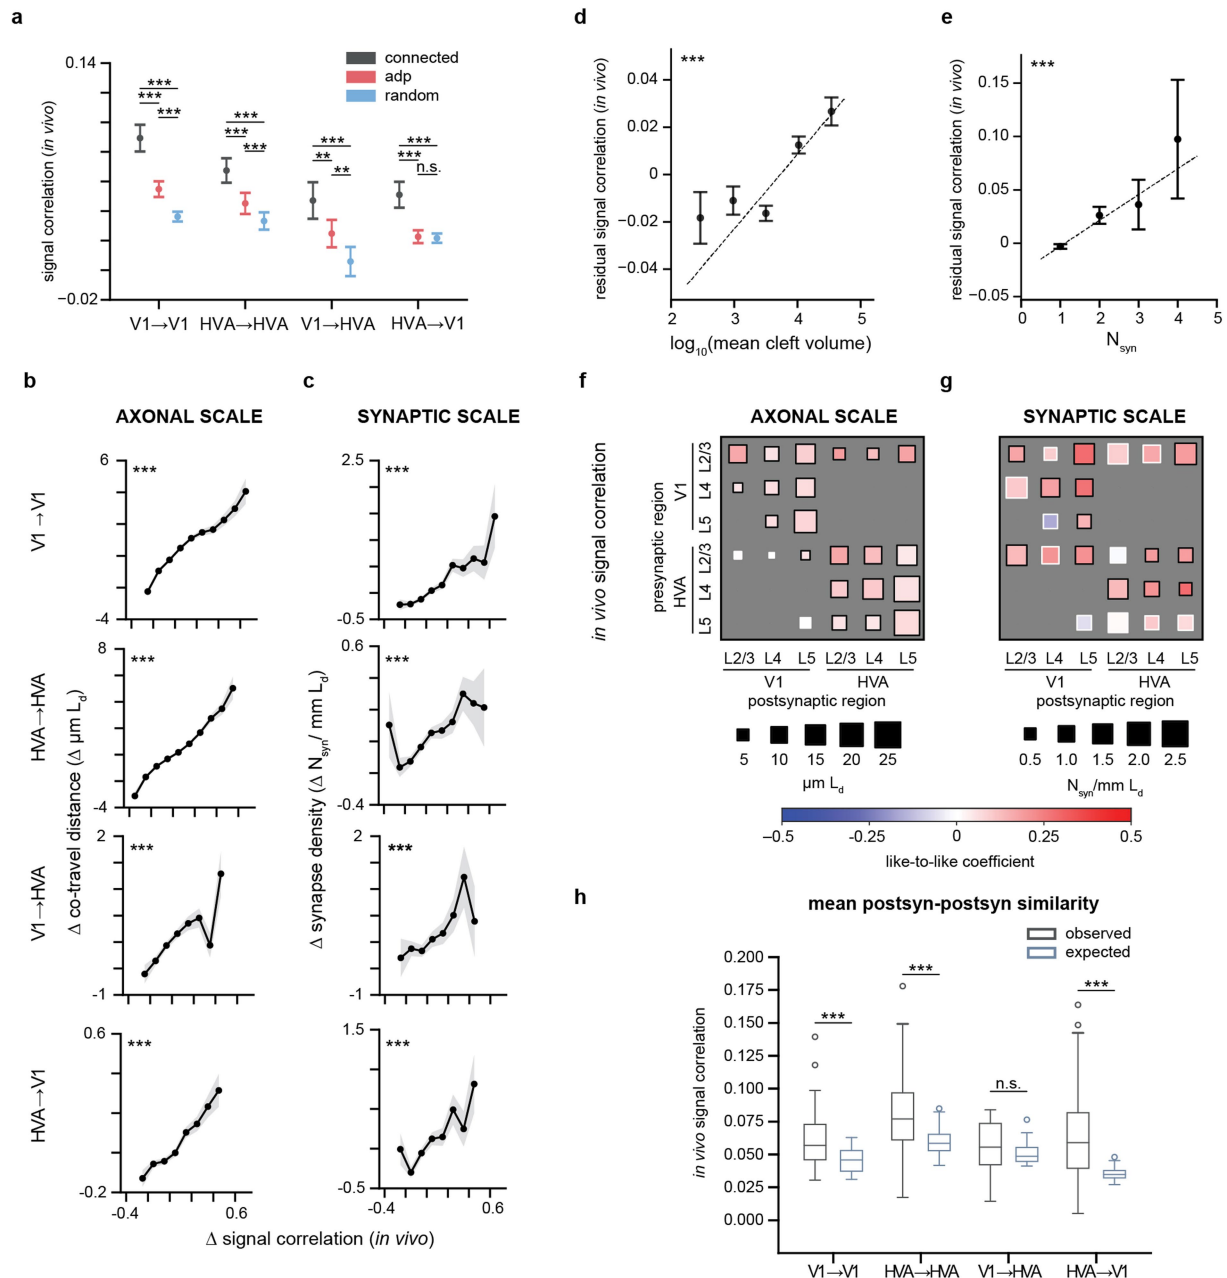 a
0.14
−0.02
signal correlation (in vivo)
connected
adp
random
***
***
***
***
***
***
***
**
**
***
***
n.s.
V1→V1
HVA→HVA
V1→HVA
HVA→V1
d
***
residual signal correlation (in vivo)
0.04
0.02
0
−0.02
−0.04
2
3
4
5
log10(mean cleft volume)
e
***
residual signal correlation (in vivo)
0.15
0.10
0.05
0
−0.05
0
1
2
3
4
5
Nsyn
b
AXONAL SCALE
c
SYNAPTIC SCALE
V1→V1
6
-4
***
2.5
-0.5
***
HVA→HVA
8
-4
***
0.6
-0.4
***
V1→HVA
2
-1
***
2
-1
***
HVA→V1
0.6
-0.2
***
1.5
-0.5
***
Δ co-travel distance (Δ μm Ld)
Δ synapse density (Δ Nsyn/ mm Ld)
-0.4
0.6
-0.4
0.6
Δ signal correlation (in vivo)
f
AXONAL SCALE
in vivo signal correlation
presynaptic region
V1
HVA
L2/3
L4
L5
L2/3
L4
L5
L2/3
L4
L5
L2/3
L4
L5
V1
HVA
postsynaptic region
5
10
15
20
25
μm Ld
g
SYNAPTIC SCALE
L2/3
L4
L5
L2/3
L4
L5
V1
HVA
postsynaptic region
0.5
1.0
1.5
2.0
2.5
Nsyn/mm Ld
−0.5
-0.25
0
0.25
0.5
like-to-like coefficient
h
mean postsyn-postsyn similarity
observed
expected
in vivo signal correlation
0.200
0.175
0.150
0.125
0.100
0.075
0.050
0.025
0.000
***
***
n.s.
***
V1→V1
HVA→HVA
V1→HVA
HVA→V1